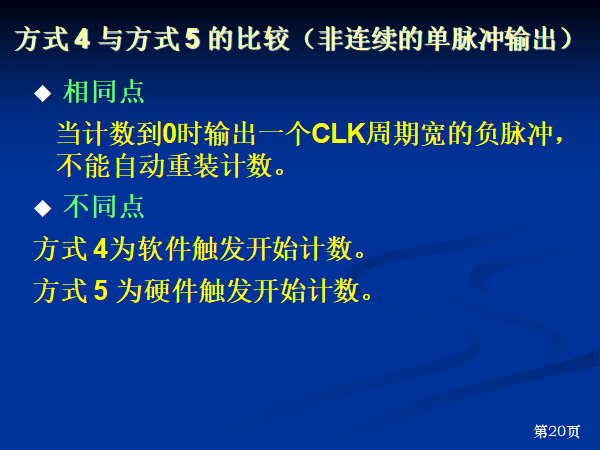 方式 4 与方式 5 的比较（非连续的单脉冲输出）
相同点
当计数到0时输出一个CLK周期宽的负脉冲，
不能自动重装计数。
不同点
方式 4为软件触发开始计数。
方式 5 为硬件触发开始计数。
第20页